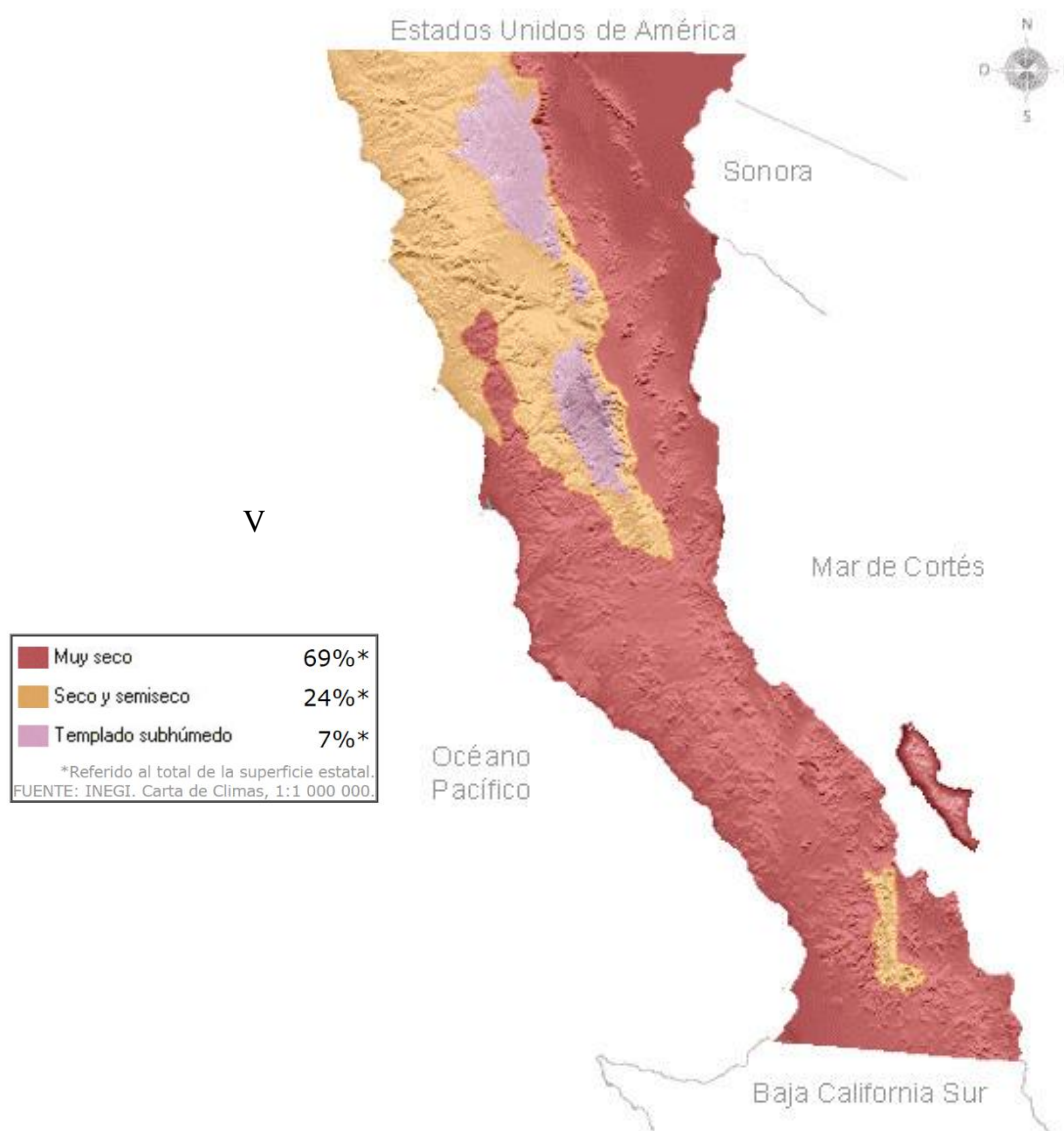 Estados Unidos de América
N
O
S
Sonora
V
Mar de Cortés
Muy seco 69%*
Seco y semiseco 24%*
Templado subhúmedo 7%*
*Referido al total de la superficie estatal.
FUENTE: INEGI. Carta de Climas, 1:1 000 000.
Océano
Pacífico
Baja California Sur